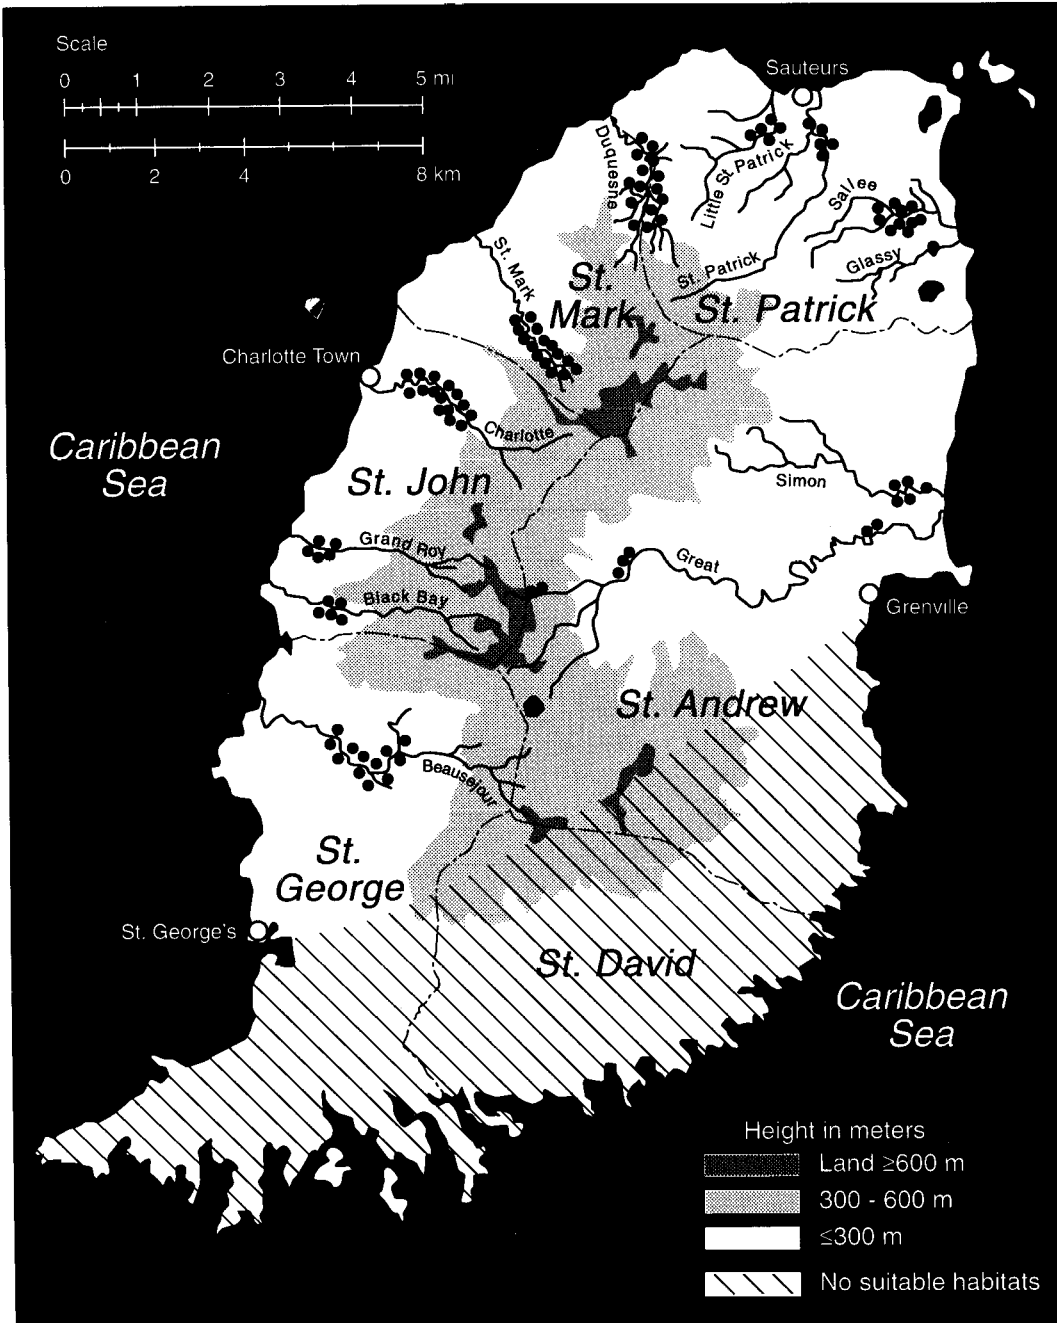 Scale
0 1 2 3 4 5 mi
0 2 4 8 km
Sauteurs
Duquesne
Little St. Patrick
Sallee
St. Mark
St. Patrick
Glassy
St.
Mark
St. Patrick
Charlotte Town
Charlotte
Caribbean
Sea
St. John
Simon
Grand Roy
Great
Black Bay
Grenville
St. Andrew
Beausejour
St.
George
St. George's
St. David
Caribbean
Sea
Height in meters
Land ≥600 m
300 - 600 m
≤300 m
No suitable habitats